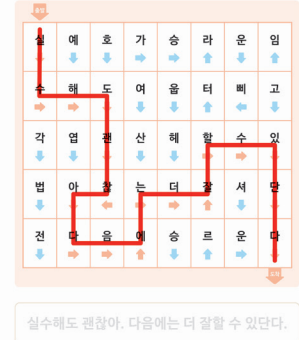 출발
실 예 호 가 승 라 운 임
수 해 도 여 움 터 삐 고
각 엽 괜 산 헤 할 수 있
법 아 찮 는 더 잘 셔 단
전 다 음 에 승 르 운 다
도착
실수해도 괜찮아. 다음에는 더 잘할 수 있단다.